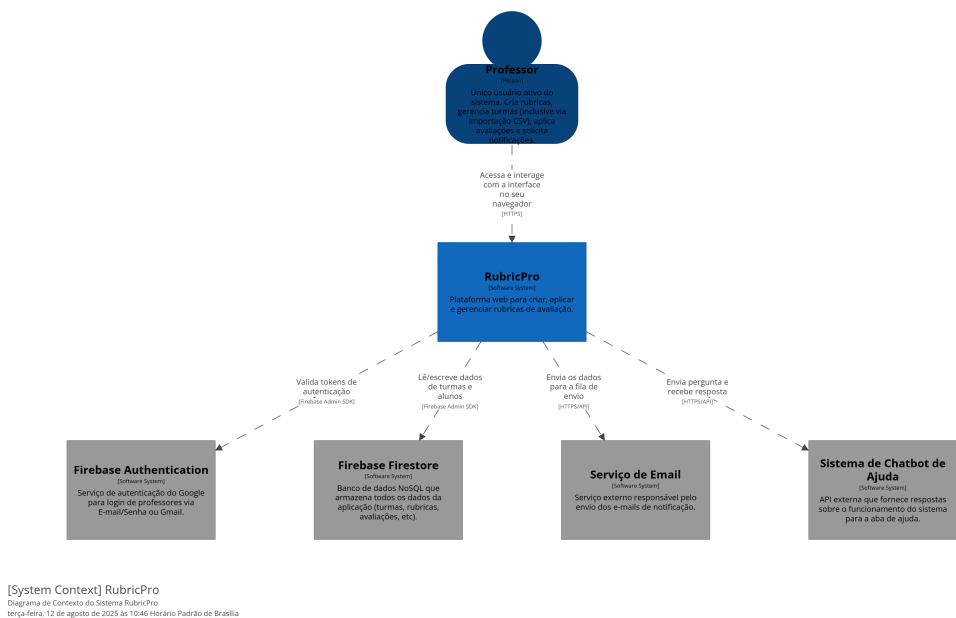 Professor
[Person]
Único usuário ativo do
sistema. Cria rubricas,
gerencia turmas (inclusive via
importação CSV), aplica
avaliações e solicita
notificações.
Acessa e interage
com a interface
no seu
navegador
[HTTPS]
RubricPro
[Software System]
Plataforma web para criar, aplicar
e gerenciar rubricas de avaliação.
Valida tokens de
autenticação
[Firebase Admin SDK]
Lê/escreve dados
de turmas e
alunos
[Firebase Admin SDK]
Envia os dados
para a fila de
envio
[HTTPS/API]
Envia pergunta e
recebe resposta
[HTTPS/API]
Firebase Authentication
[Software System]
Serviço de autenticação do Google
para login de professores via
E-mail/Senha ou Gmail.
Firebase Firestore
[Software System]
Banco de dados NoSQL que
armazena todos os dados da
aplicação (turmas, rubricas,
avaliações, etc).
Serviço de Email
[Software System]
Serviço externo responsável pelo
envio dos e-mails de notificação.
Sistema de Chatbot de
Ajuda
[Software System]
API externa que fornece respostas
sobre o funcionamento do sistema
para a aba de ajuda.
[System Context] RubricPro
Diagrama de Contexto do Sistema RubricPro
terça-feira, 12 de agosto de 2025 às 10:46 Horário Padrão de Brasília